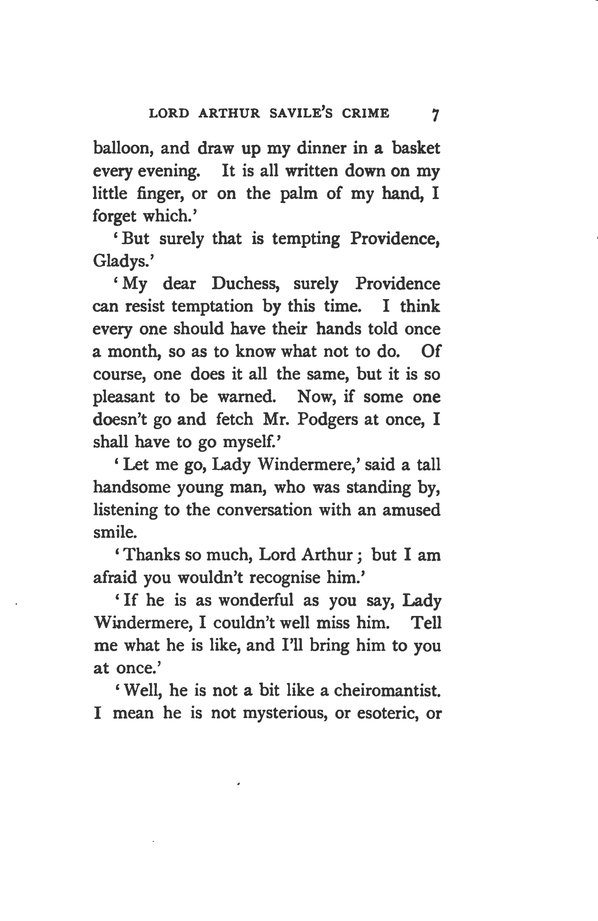 LORD ARTHUR SAVILE'S CRIME 7
balloon, and draw up my dinner in a basket
every evening. It is all written down on my
little finger, or on the palm of my hand, I
forget which.'
'But surely that is tempting Providence,
Gladys.'
'My dear Duchess, surely Providence
can resist temptation by this time. I think
every one should have their hands told once
a month, so as to know what not to do. Of
course, one does it all the same, but it is so
pleasant to be warned. Now, if some one
doesn't go and fetch Mr. Podgers at once, I
shall have to go myself.'
'Let me go, Lady Windermere,' said a tall
handsome young man, who was standing by,
listening to the conversation with an amused
smile.
'Thanks so much, Lord Arthur; but I am
afraid you wouldn't recognise him.'
'If he is as wonderful as you say, Lady
Windermere, I couldn't well miss him. Tell
me what he is like, and I'll bring him to you
at once.'
'Well, he is not a bit like a cheiromantist.
I mean he is not mysterious, or esoteric, or